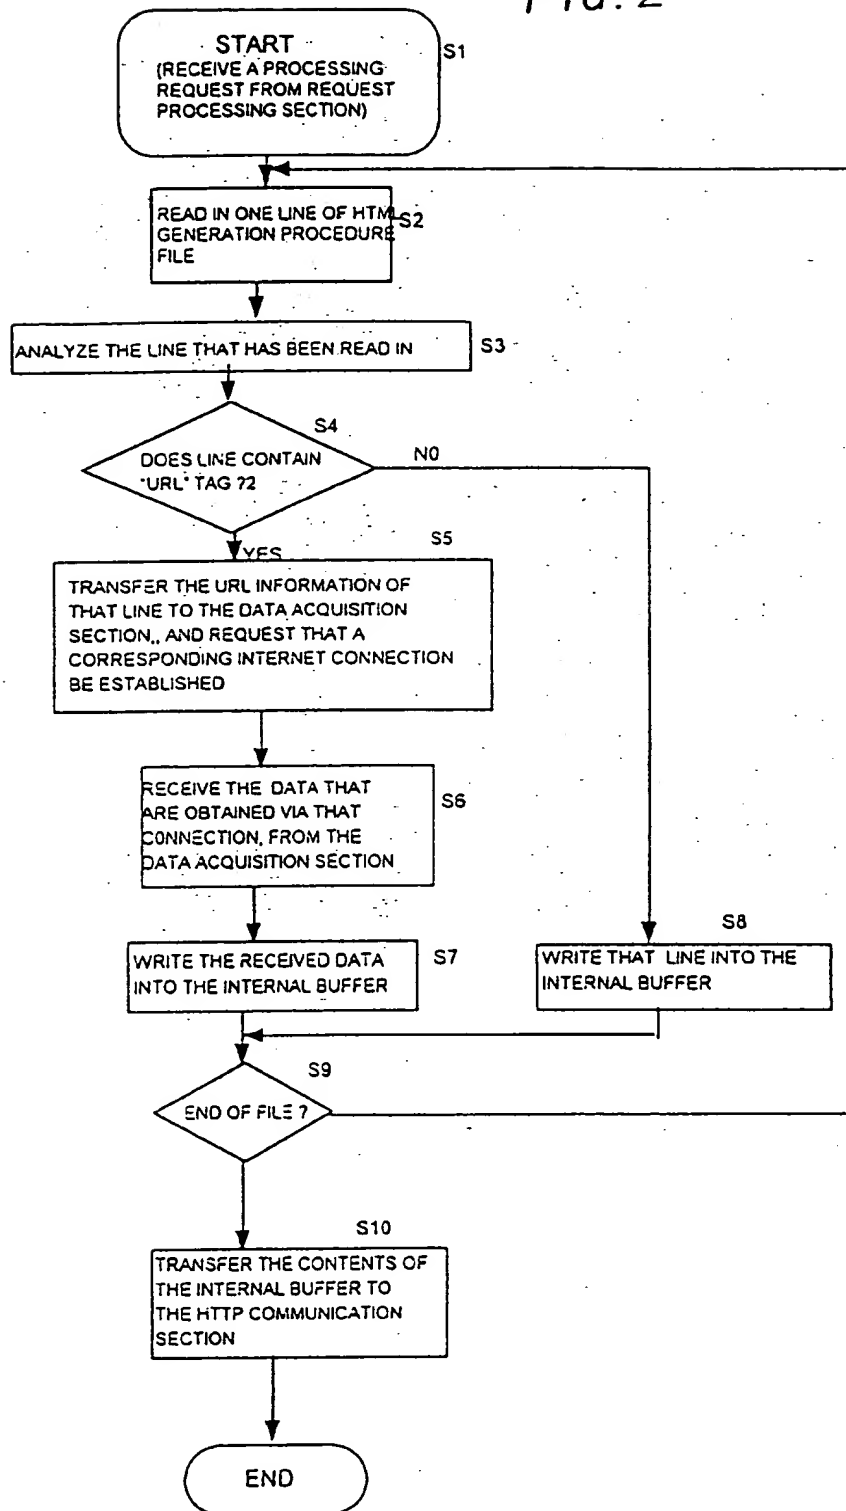 FIG. 2
START
S1
(RECEIVE A PROCESSING
REQUEST FROM REQUEST
PROCESSING SECTION)
READ IN ONE LINE OF HTML
S2
GENERATION PROCEDURE
FILE
ANALYZE THE LINE THAT HAS BEEN READ IN
S3
S4
DOES LINE CONTAIN
"URL" TAG ?2
NO
YES
S5
TRANSFER THE URL INFORMATION OF
THAT LINE TO THE DATA ACQUISITION
SECTION,, AND REQUEST THAT A
CORRESPONDING INTERNET CONNECTION
BE ESTABLISHED
RECEIVE THE DATA THAT
ARE OBTAINED VIA THAT
CONNECTION, FROM THE
DATA ACQUISITION SECTION
S6
WRITE THE RECEIVED DATA
INTO THE INTERNAL BUFFER
S7
S8
WRITE THAT LINE INTO THE
INTERNAL BUFFER
S9
END OF FILE ?
S10
TRANSFER THE CONTENTS OF
THE INTERNAL BUFFER TO
THE HTTP COMMUNICATION
SECTION
END